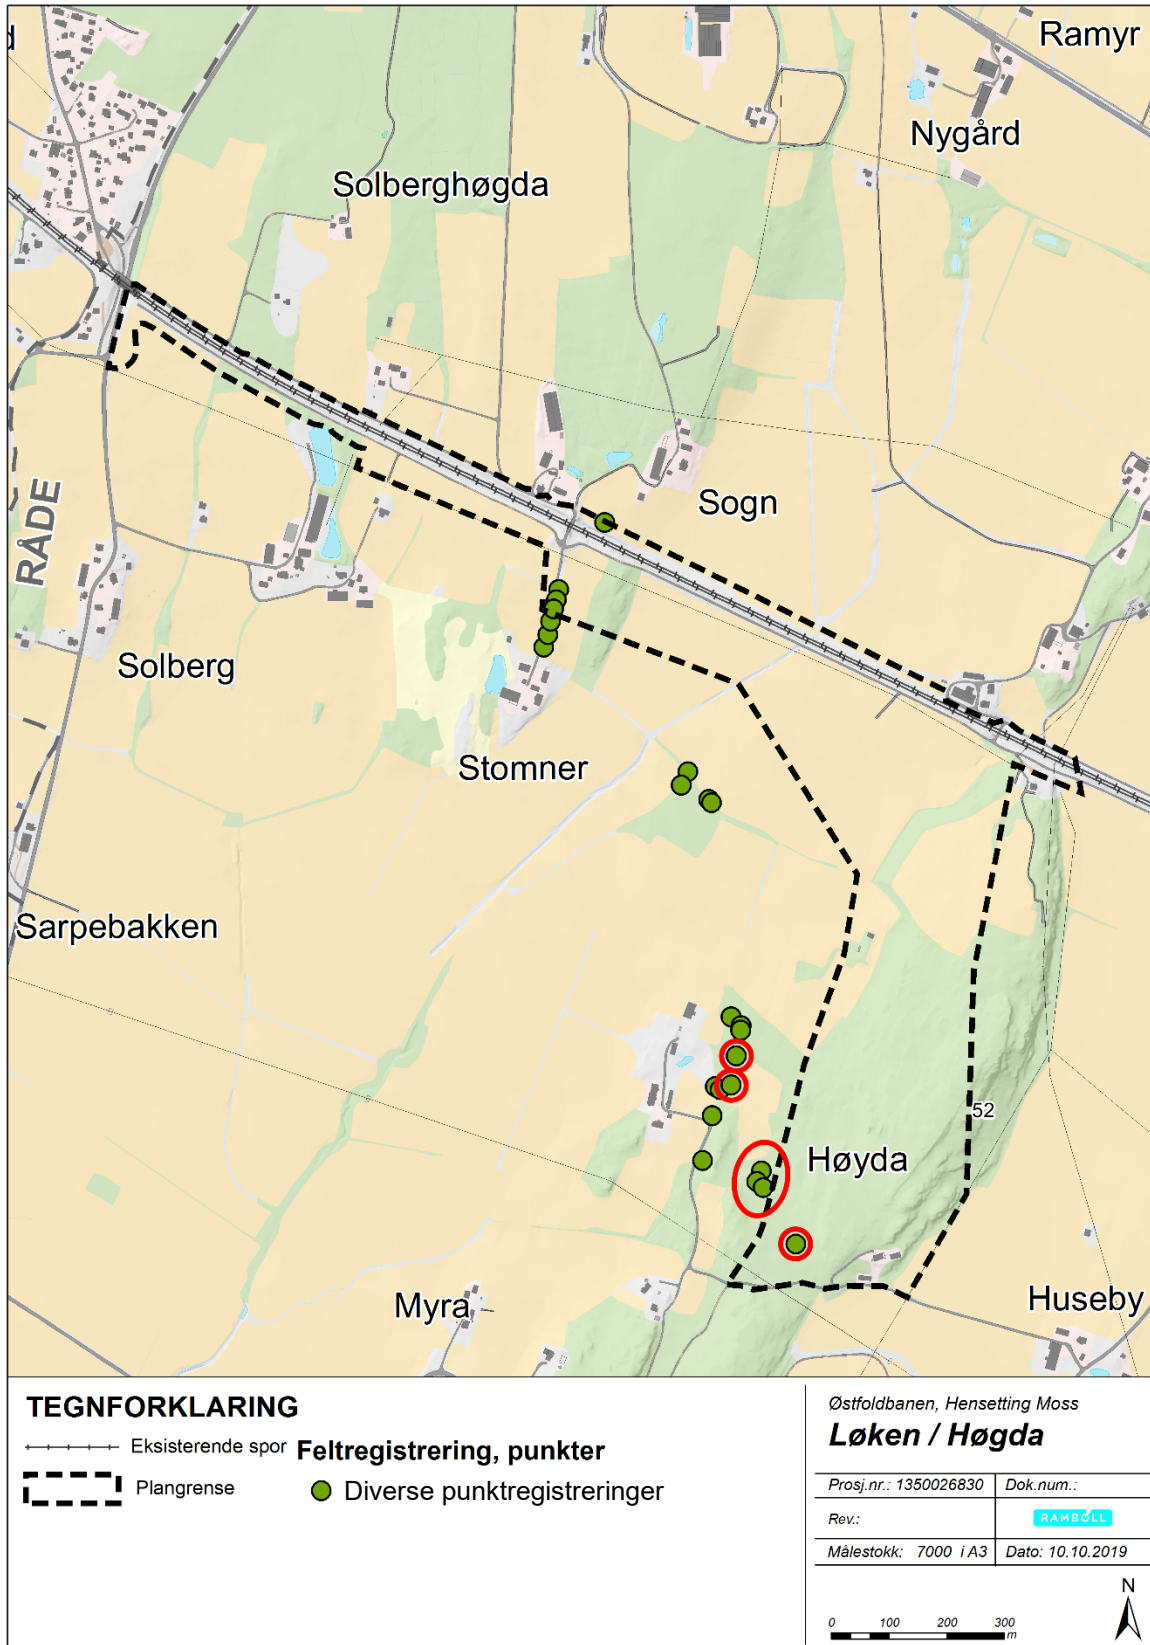 d
Ramyr
Nygård
Solberghøgda
RÅDE
Sogn
Solberg
Stomner
Sarpebakken
52
Høyda
Myra
Huseby
TEGNFORKLARING
Eksisterende spor
Plangrense
Feltregistrering, punkter
Diverse punktregistreringer
Østfoldbanen, Hensetting Moss
Løken / Høgda
Prosj.nr.: 1350026830 Dok.num.:
Rev.: RAMBOLL
Målestokk: 7000 i A3 Dato: 10.10.2019
N
0 100 200 300
m